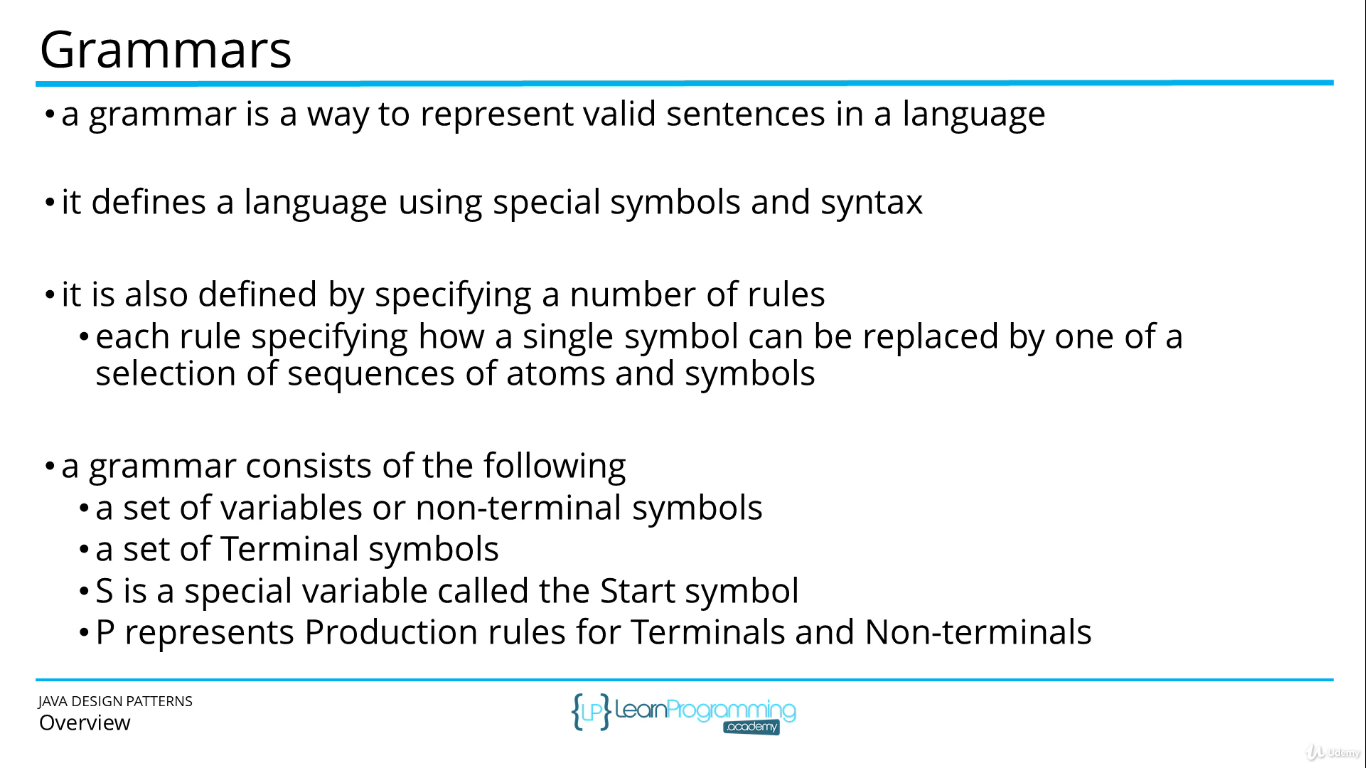 Grammars
• a grammar is a way to represent valid sentences in a language
• it defines a language using special symbols and syntax
• it is also defined by specifying a number of rules
• each rule specifying how a single symbol can be replaced by one of a
selection of sequences of atoms and symbols
• a grammar consists of the following
• a set of variables or non-terminal symbols
• a set of Terminal symbols
• S is a special variable called the Start symbol
• P represents Production rules for Terminals and Non-terminals
JAVA DESIGN PATTERNS
Overview
{LP} LearnProgramming
.academy
Udemy